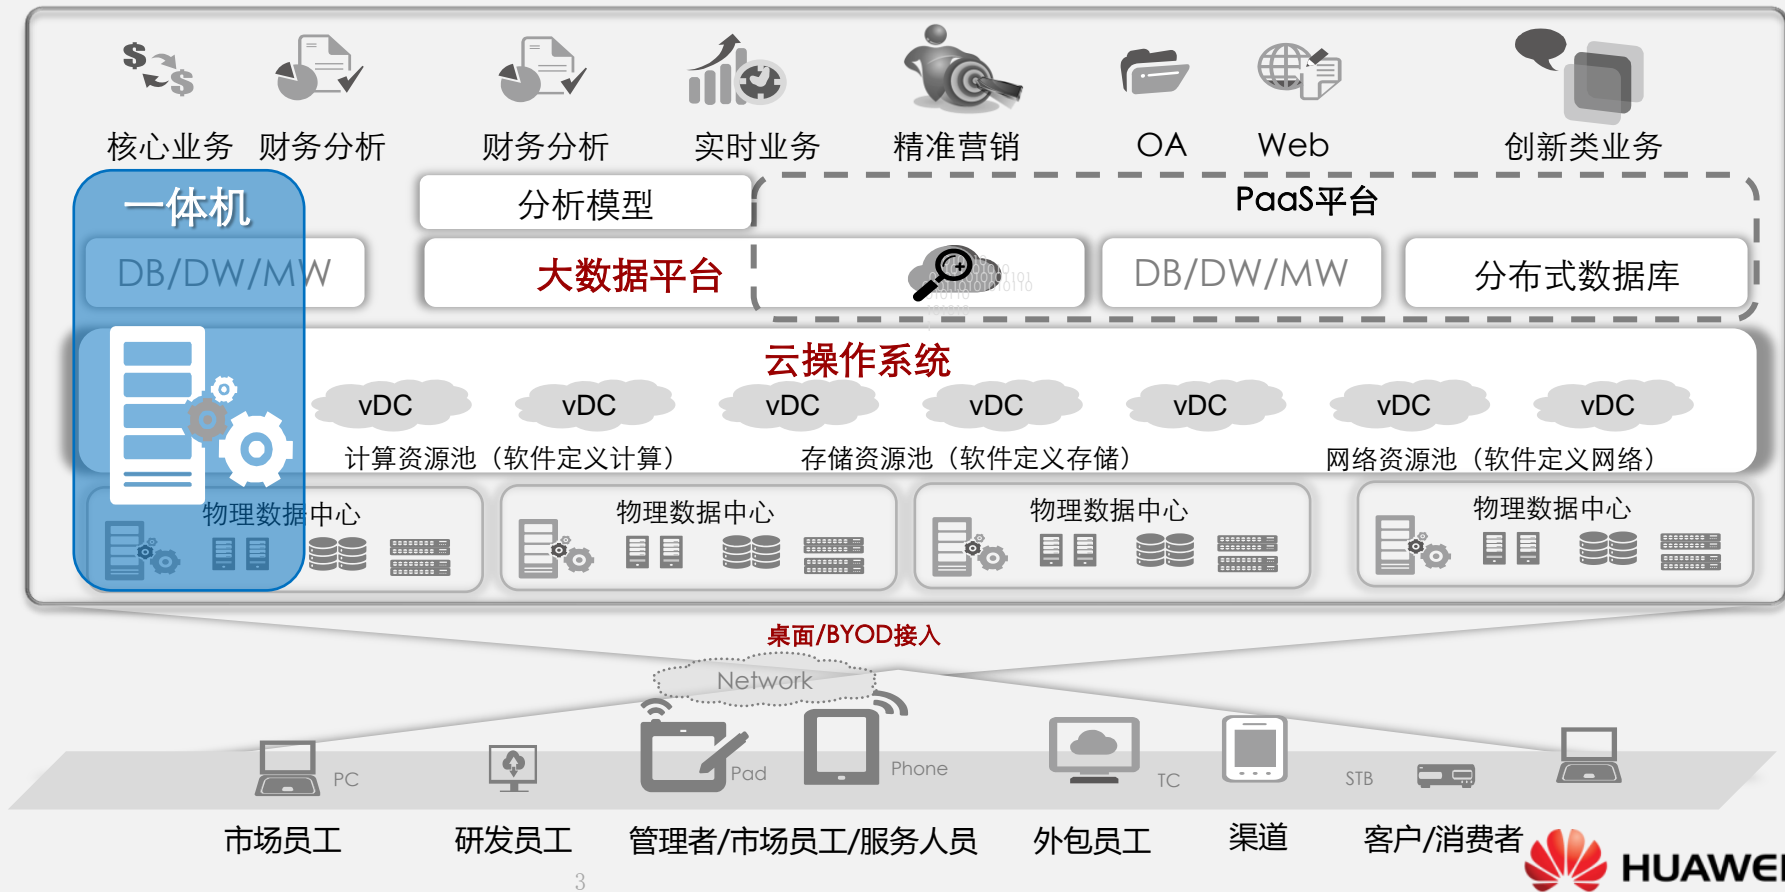 核心业务 财务分析 财务分析 实时业务 精准营销 OA Web 创新类业务
一体机
分析模型
PaaS平台
DB/DW/MW
大数据平台
DB/DW/MW
分布式数据库
云操作系统
vDC vDC vDC vDC vDC vDC vDC
计算资源池（软件定义计算） 存储资源池（软件定义存储） 网络资源池（软件定义网络）
物理数据中心 物理数据中心 物理数据中心 物理数据中心
桌面/BYOD接入
Network
PC Pad Phone TC STB
市场员工 研发员工 管理者/市场员工/服务人员 外包员工 渠道 客户/消费者
HUAWEI
3